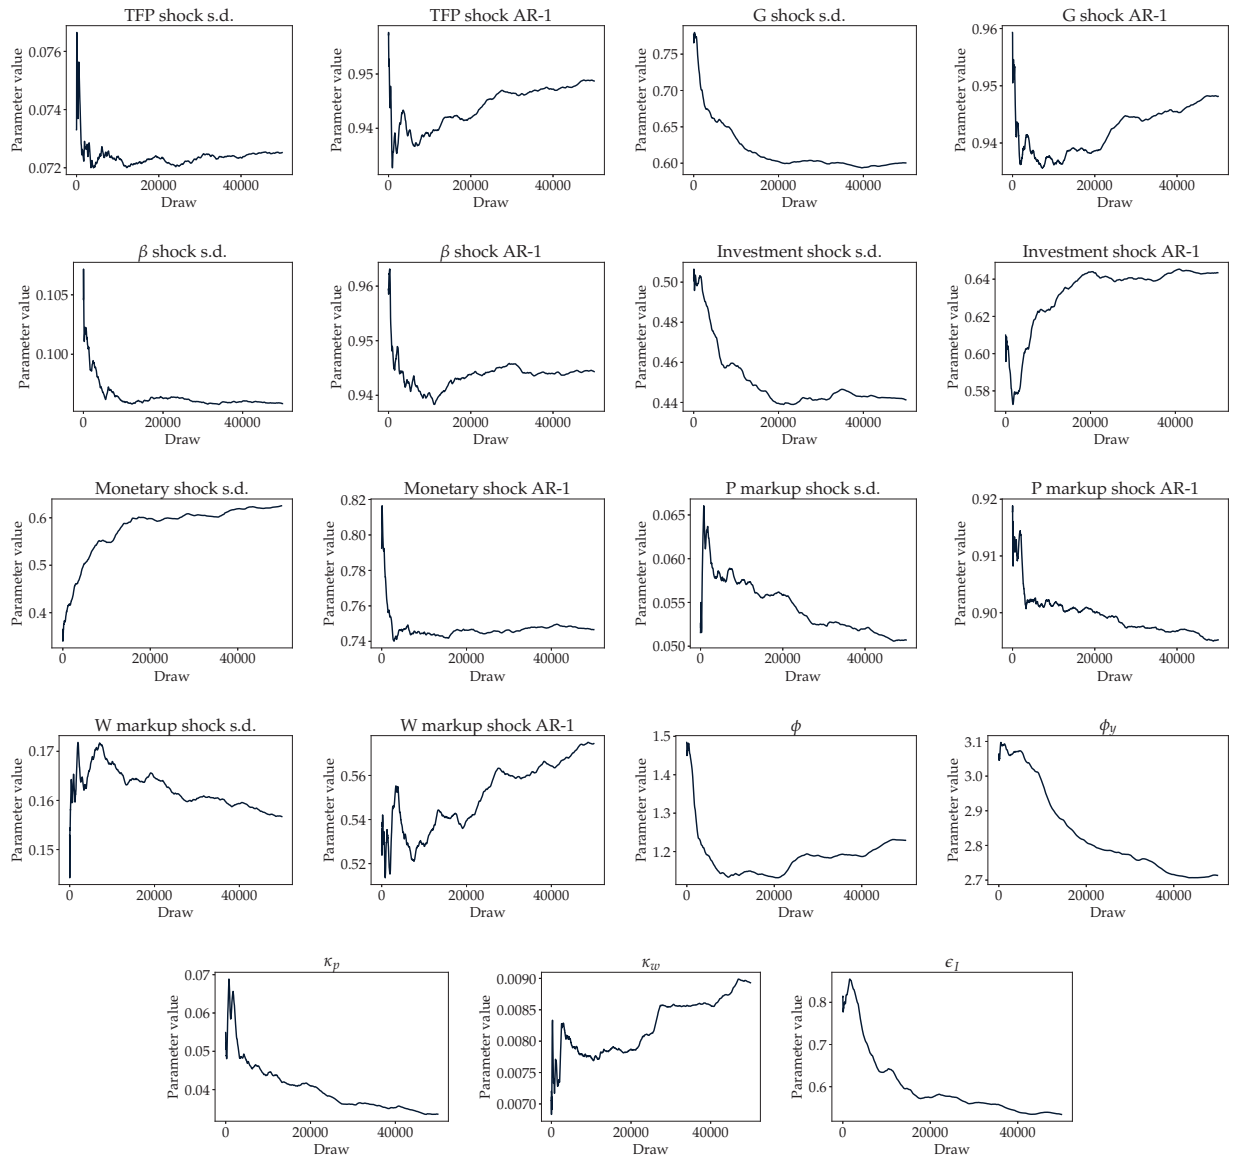 TFP shock s.d.
TFP shock AR-1
G shock s.d.
G shock AR-1
Parameter value
0.076
0.074
0.072
0 20000 40000
Draw
Parameter value
0.95
0.94
0 20000 40000
Draw
Parameter value
0.75
0.70
0.65
0.60
0 20000 40000
Draw
Parameter value
0.96
0.95
0.94
0 20000 40000
Draw
β shock s.d.
β shock AR-1
Investment shock s.d.
Investment shock AR-1
Parameter value
0.105
0.100
0 20000 40000
Draw
Parameter value
0.96
0.95
0.94
0 20000 40000
Draw
Parameter value
0.50
0.48
0.46
0.44
0 20000 40000
Draw
Parameter value
0.64
0.62
0.60
0.58
0 20000 40000
Draw
Monetary shock s.d.
Monetary shock AR-1
P markup shock s.d.
P markup shock AR-1
Parameter value
0.6
0.5
0.4
0 20000 40000
Draw
Parameter value
0.82
0.80
0.78
0.76
0.74
0 20000 40000
Draw
Parameter value
0.065
0.060
0.055
0.050
0 20000 40000
Draw
Parameter value
0.92
0.91
0.90
0 20000 40000
Draw
W markup shock s.d.
W markup shock AR-1
ϕ
ϕ_y
Parameter value
0.17
0.16
0.15
0 20000 40000
Draw
Parameter value
0.56
0.54
0.52
0 20000 40000
Draw
Parameter value
1.5
1.4
1.3
1.2
0 20000 40000
Draw
Parameter value
3.1
3.0
2.9
2.8
2.7
0 20000 40000
Draw
κ_p
κ_w
ϵ_I
Parameter value
0.07
0.06
0.05
0.04
0 20000 40000
Draw
Parameter value
0.0090
0.0085
0.0080
0.0075
0.0070
0 20000 40000
Draw
Parameter value
0.8
0.7
0.6
0 20000 40000
Draw